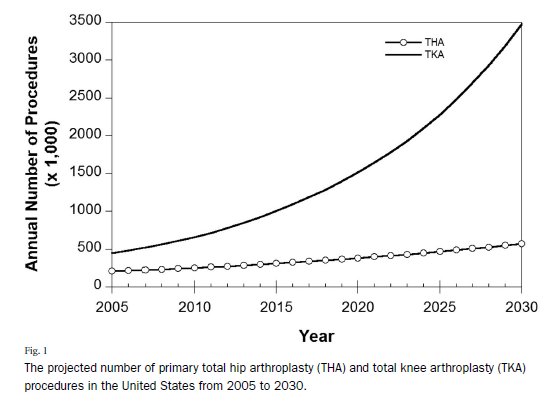 3500
3000
2500
2000
1500
1000
500
0
Annual Number of Procedures
(x 1,000)
THA
TKA
2005 2010 2015 2020 2025 2030
Year
Fig. 1
The projected number of primary total hip arthroplasty (THA) and total knee arthroplasty (TKA)
procedures in the United States from 2005 to 2030.